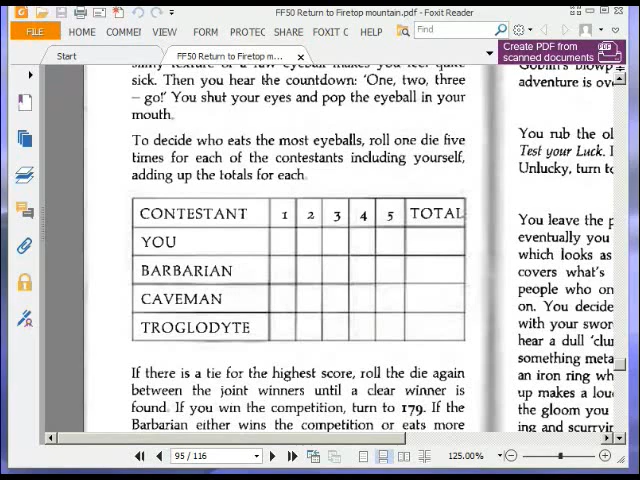 FF50 Return to Firetop mountain.pdf - Foxit Reader
FILE HOME COMMEN VIEW FORM PROTEC SHARE FOXIT C Find
Start FF50 Return to Firetop m... Create PDF from
scanned documents
sick. Then you hear the countdown: 'One, two, three
– go!' You shut your eyes and pop the eyeball in your
mouth.
To decide who eats the most eyeballs, roll one die five
times for each of the contestants including yourself,
adding up the totals for each.
CONTESTANT 1 2 3 4 5 TOTAL
YOU
BARBARIAN
CAVEMAN
TROGLODYTE
If there is a tie for the highest score, roll the die again
between the joint winners until a clear winner is
found. If you win the competition, turn to 179. If the
Barbarian either wins the competition or eats more
adventure is ov
You rub the ol
Test your Luck. I
Unlucky, turn to
You leave the p
eventually you
which looks as
covers what's
people who on
on. You decide
with your swor
hear a dull 'clu
something meta
an iron ring wh
up makes a lou
the gloom you
ing and scurryin
95 / 116 125.00%